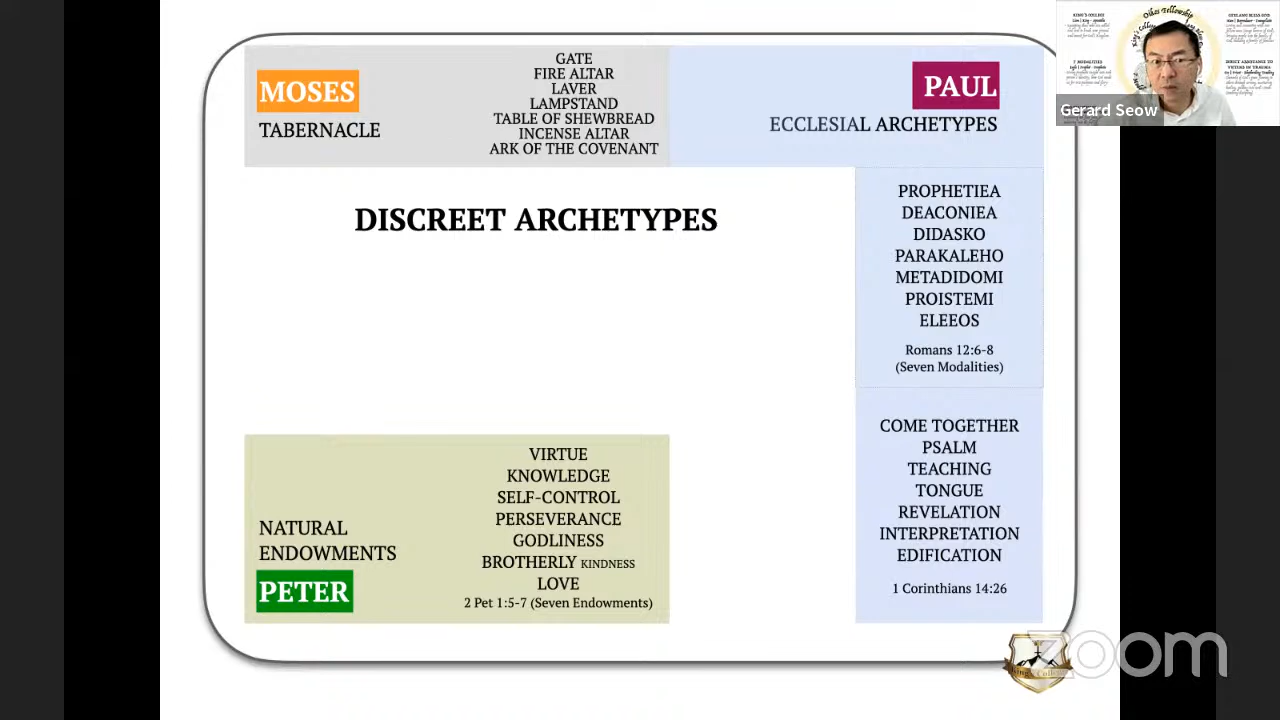 MOSES
TABERNACLE
GATE
FIRE ALTAR
LAVER
LAMPSTAND
TABLE OF SHEWBREAD
INCENSE ALTAR
ARK OF THE COVENANT
PAUL
ECCLESIAL ARCHETYPES
Gerard Seow
Oikos Fellowship
DISCREET ARCHETYPES
PROPHETIEA
DEACONIEA
DIDASKO
PARAKALEHO
METADIDOMI
PROISTEMI
ELEEOS
Romans 12:6-8
(Seven Modalities)
COME TOGETHER
PSALM
TEACHING
TONGUE
REVELATION
INTERPRETATION
EDIFICATION
1 Corinthians 14:26
NATURAL
ENDOWMENTS
PETER
VIRTUE
KNOWLEDGE
SELF-CONTROL
PERSEVERANCE
GODLINESS
BROTHERLY KINDNESS
LOVE
2 Pet 1:5-7 (Seven Endowments)
zoom